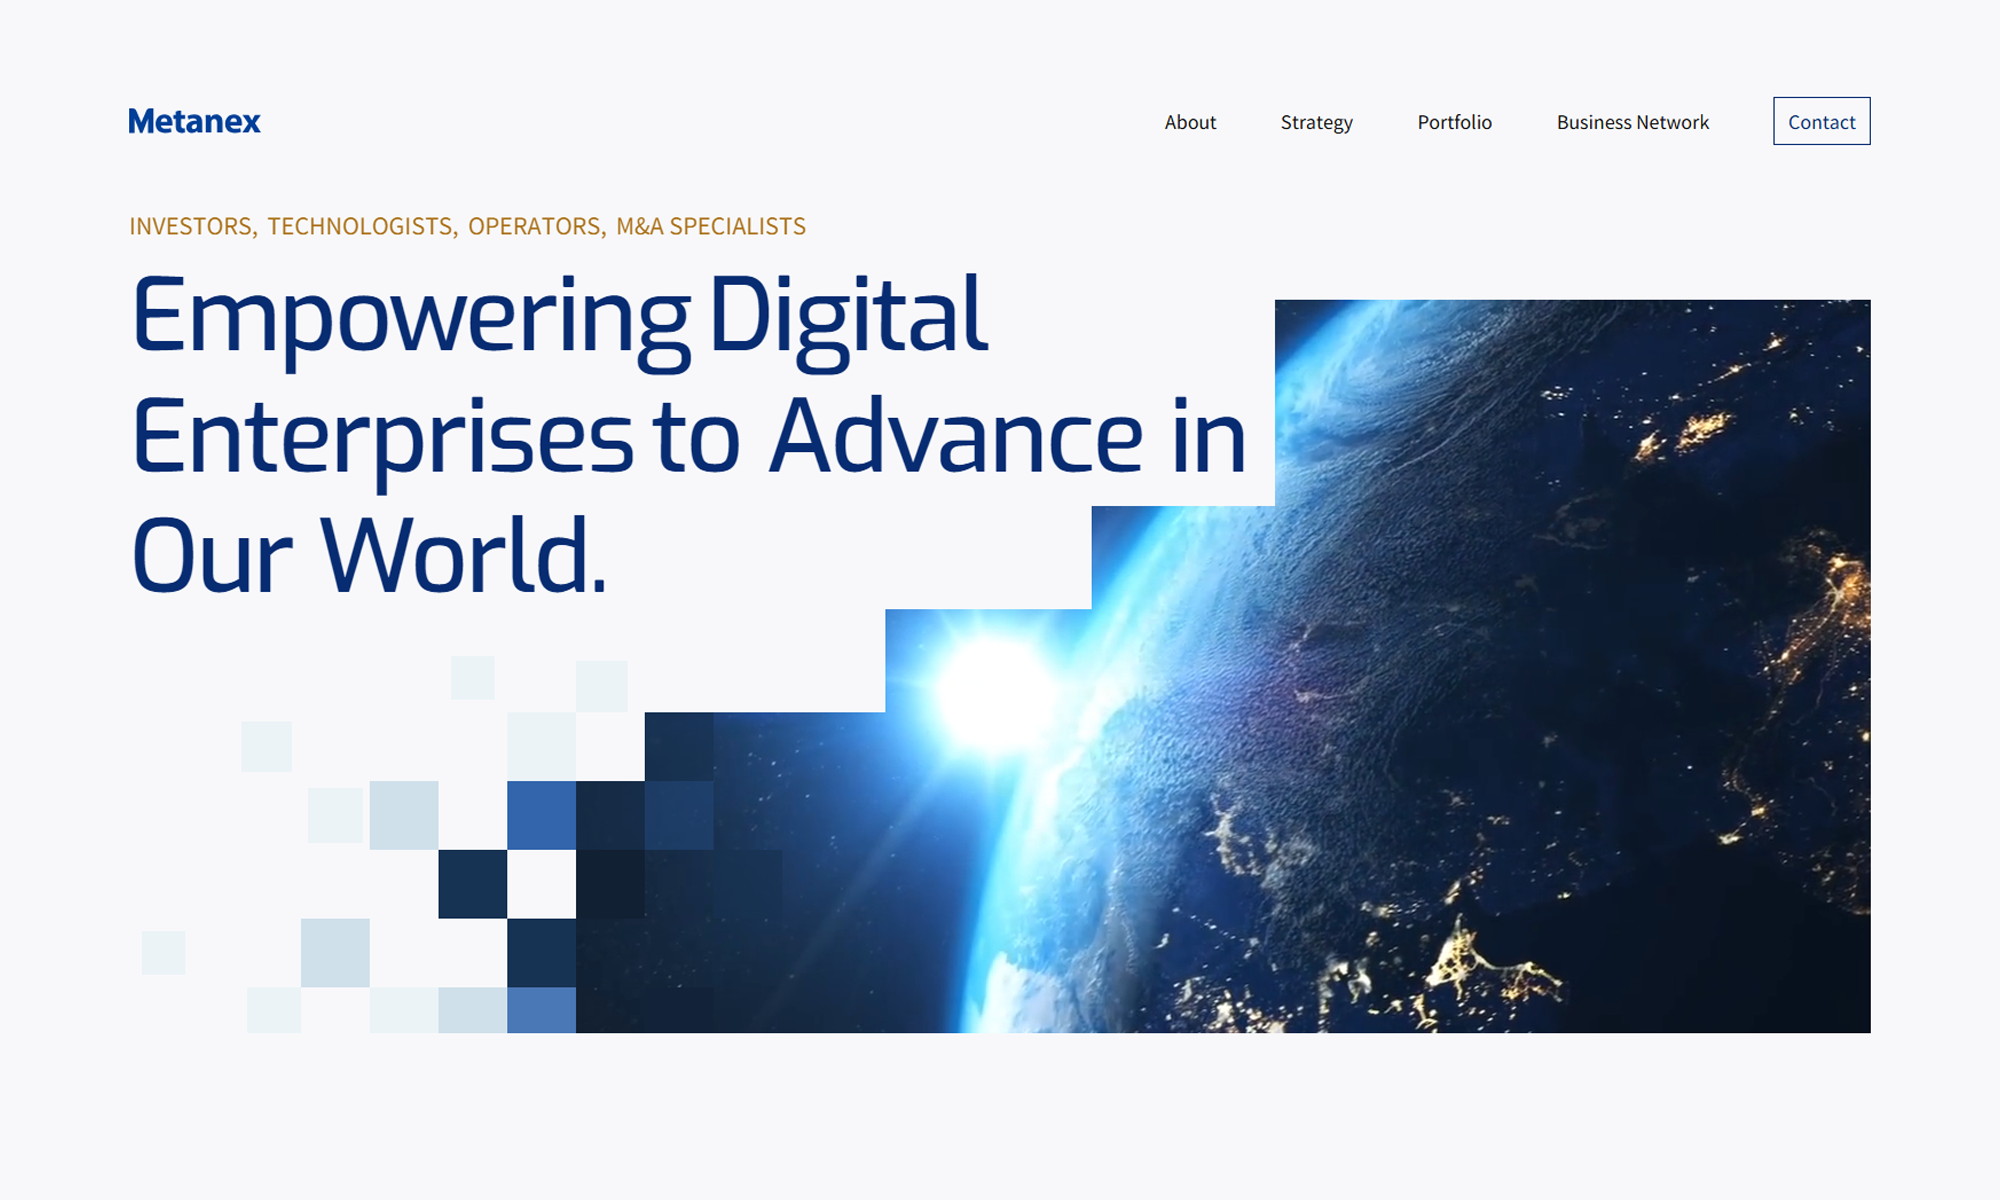 Metanex
About
Strategy
Portfolio
Business Network
Contact
INVESTORS, TECHNOLOGISTS, OPERATORS, M&A SPECIALISTS
Empowering Digital
Enterprises to Advance in
Our World.